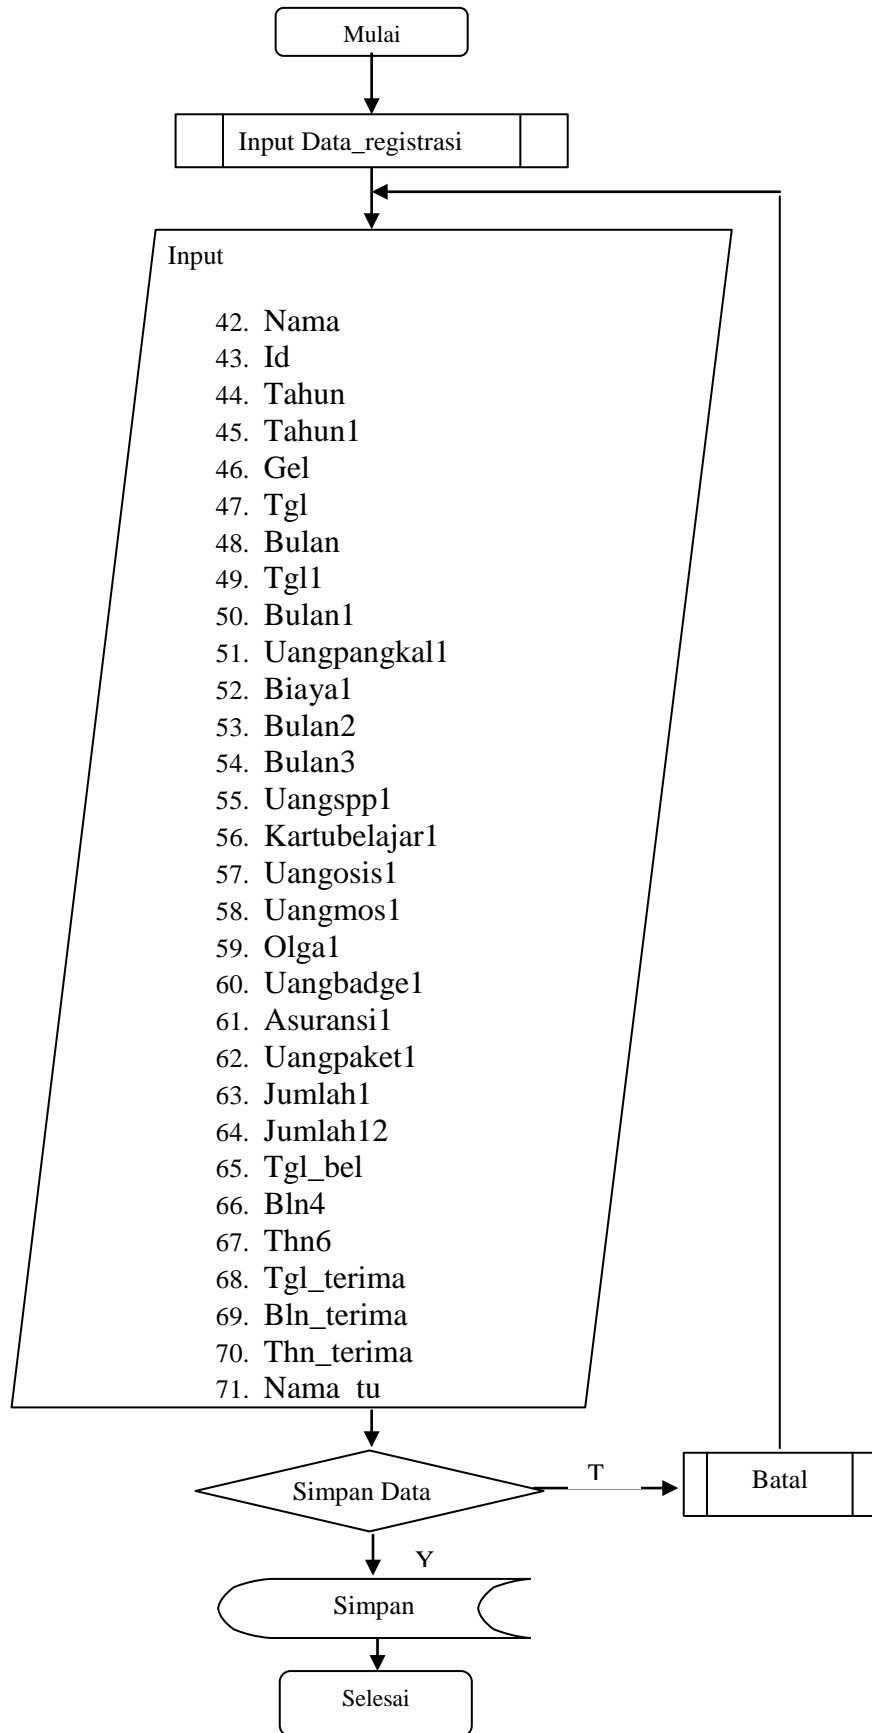 Mulai
Input Data_registrasi
Input
42. Nama
43. Id
44. Tahun
45. Tahun1
46. Gel
47. Tgl
48. Bulan
49. Tgl1
50. Bulan1
51. Uangpangkal1
52. Biaya1
53. Bulan2
54. Bulan3
55. Uangspp1
56. Kartubelajar1
57. Uangosis1
58. Uangmos1
59. Olga1
60. Uangbadge1
61. Asuransi1
62. Uangpaket1
63. Jumlah1
64. Jumlah12
65. Tgl_bel
66. Bln4
67. Thn6
68. Tgl_terima
69. Bln_terima
70. Thn_terima
71. Nama_tu
Simpan Data
T
Batal
Y
Simpan
Selesai